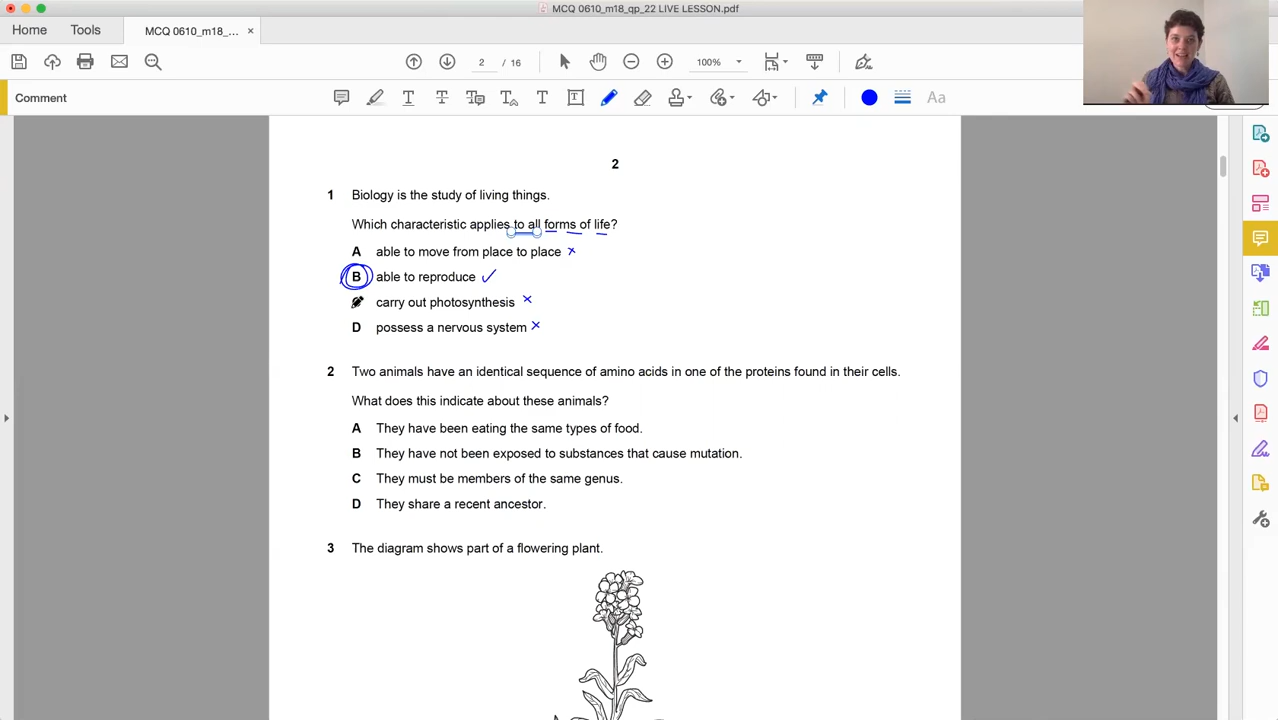 MCQ 0610_m18_qp_22 LIVE LESSON.pdf
Home
Tools
MCQ 0610_m18_...
×
2 / 16
100%
Comment
Aa
2
1 Biology is the study of living things.
Which characteristic applies to all forms of life?
A able to move from place to place
B able to reproduce
carry out photosynthesis
D possess a nervous system
2 Two animals have an identical sequence of amino acids in one of the proteins found in their cells.
What does this indicate about these animals?
A They have been eating the same types of food.
B They have not been exposed to substances that cause mutation.
C They must be members of the same genus.
D They share a recent ancestor.
3 The diagram shows part of a flowering plant.